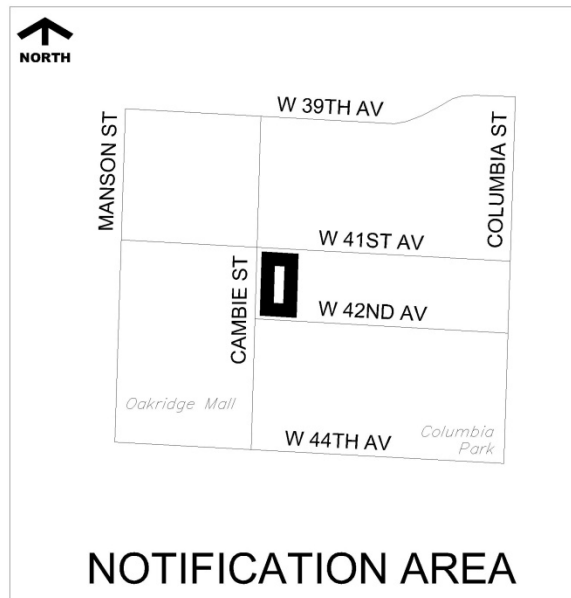 NORTH
W 39TH AV
MANSON ST
COLUMBIA ST
W 41ST AV
CAMBIE ST
W 42ND AV
Oakridge Mall
W 44TH AV
Columbia
Park
NOTIFICATION AREA